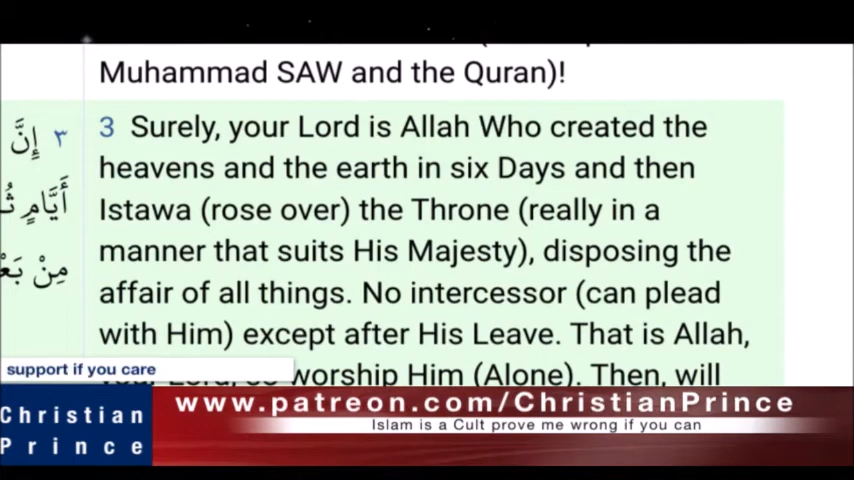 Muhammad SAW and the Quran)!
3 Surely, your Lord is Allah Who created the
heavens and the earth in six Days and then
Istawa (rose over) the Throne (really in a
manner that suits His Majesty), disposing the
affair of all things. No intercessor (can plead
with Him) except after His Leave. That is Allah,
worship Him (Alone). Then, will
٣ إِنَّ
أَيَّامٍ
مِنْ
support if you care
Christian
Prince
www.patreon.com/ChristianPrince
Islam is a Cult prove me wrong if you can